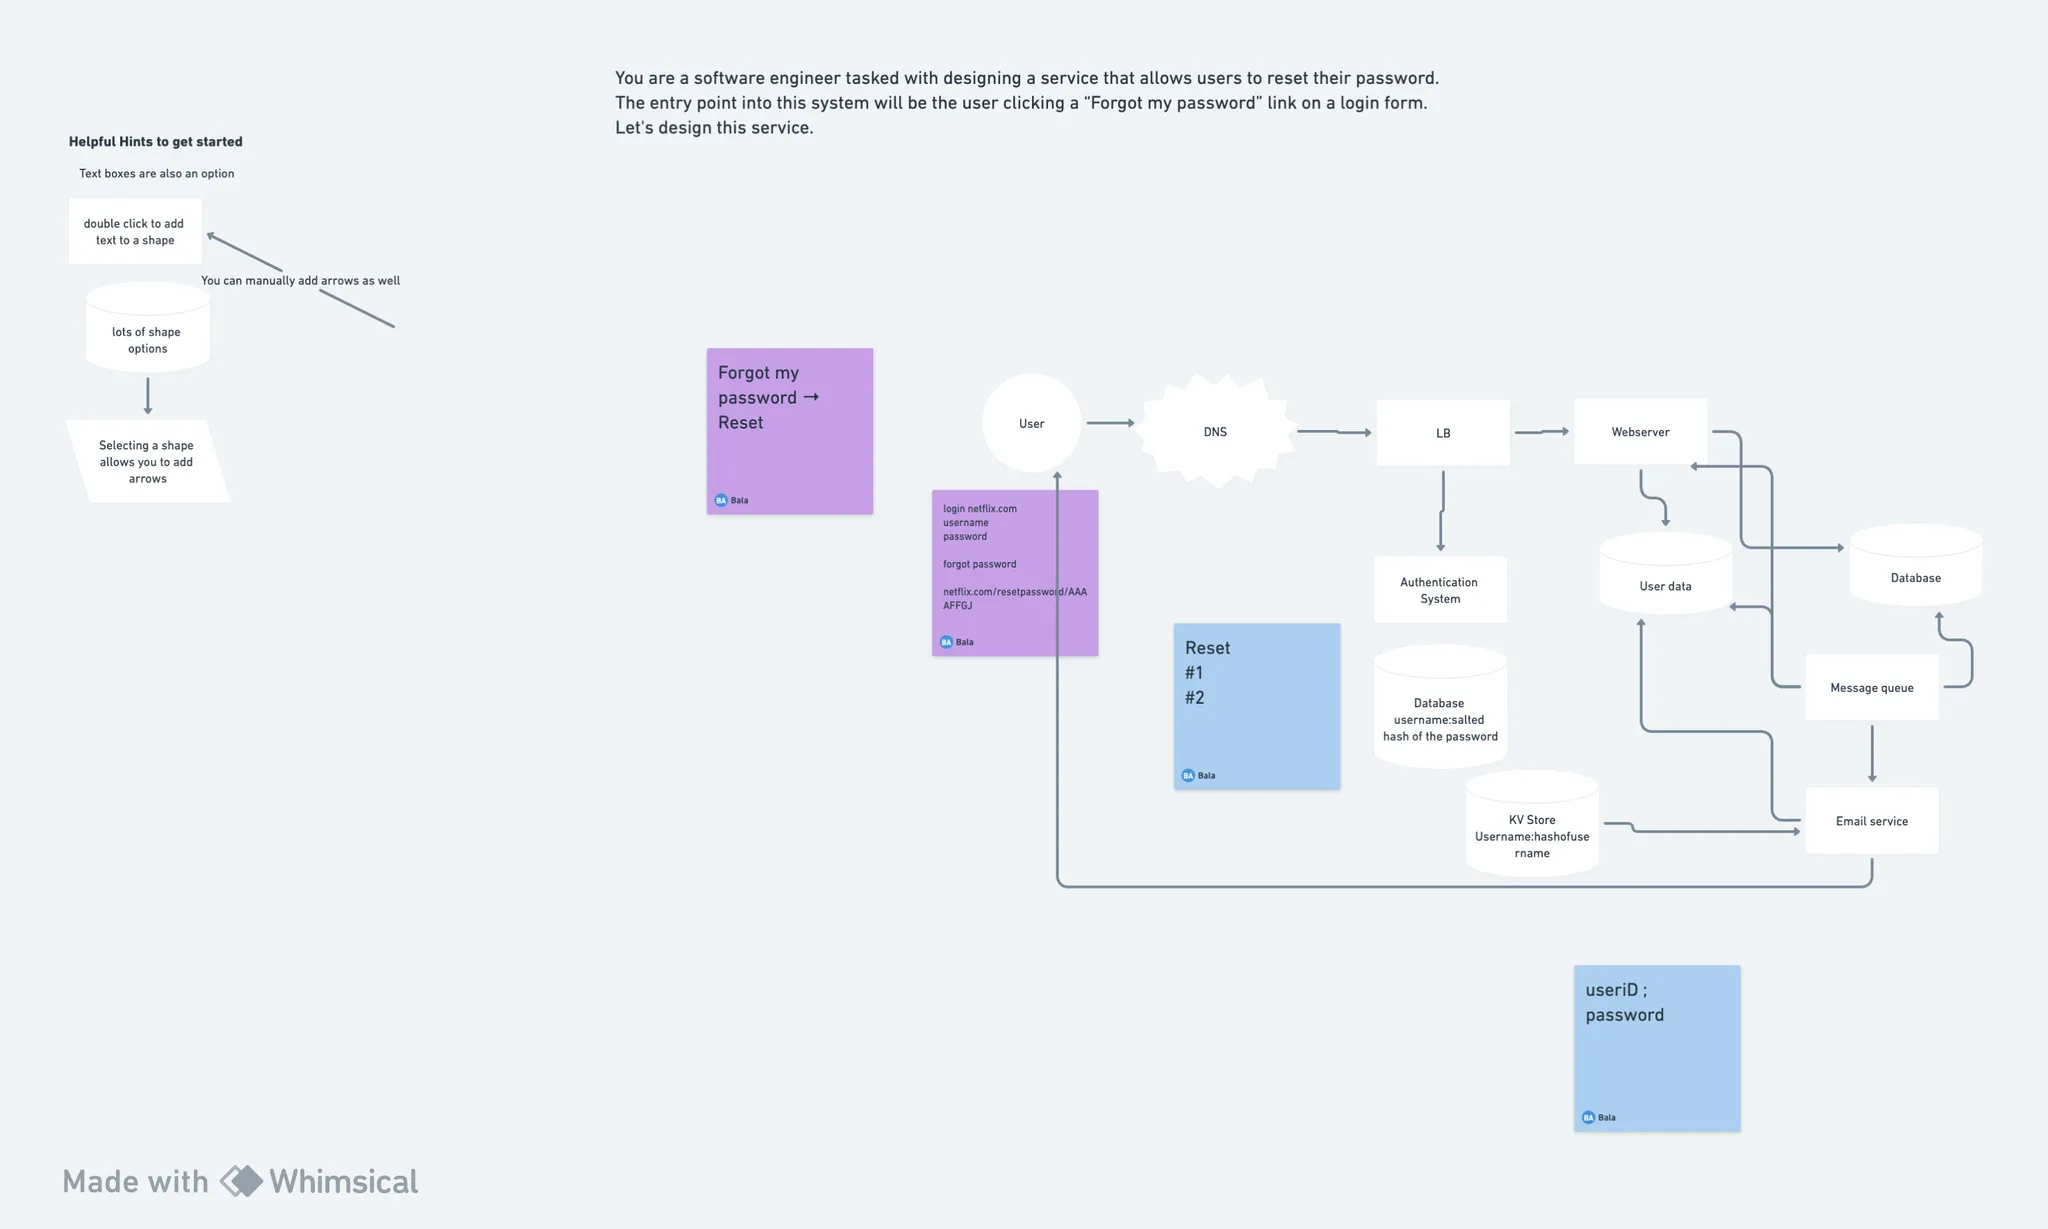 You are a software engineer tasked with designing a service that allows users to reset their password.
The entry point into this system will be the user clicking a “Forgot my password” link on a login form.
Let's design this service.
Helpful Hints to get started
Text boxes are also an option
double click to add
text to a shape
You can manually add arrows as well
lots of shape
options
Selecting a shape
allows you to add
arrows
Forgot my
password →
Reset
BA Bala
User
DNS
LB
Webserver
login netflix.com
username
password
forgot password
netflix.com/resetpassword/AAA
AFFGJ
BA Bala
Authentication
System
User data
Database
Reset
#1
#2
BA Bala
Database
username:salted
hash of the password
Message queue
KV Store
Username:hashofuse
rname
Email service
useriD ;
password
BA Bala
Made with Whimsical